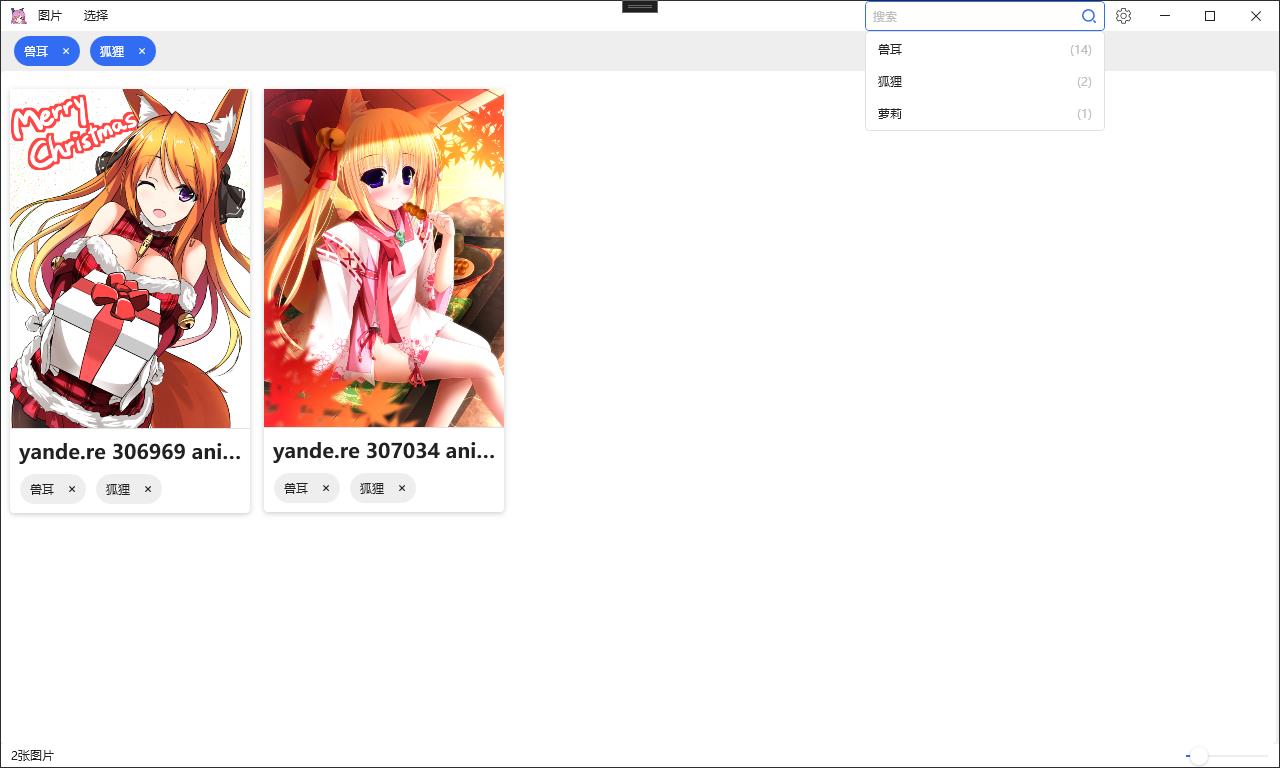 图片 选择 搜索
兽耳 × 狐狸 ×
兽耳 (14)
狐狸 (2)
萝莉 (1)
Merry
Christmas
yande.re 306969 ani...
兽耳 × 狐狸 ×
yande.re 307034 ani...
兽耳 × 狐狸 ×
2张图片